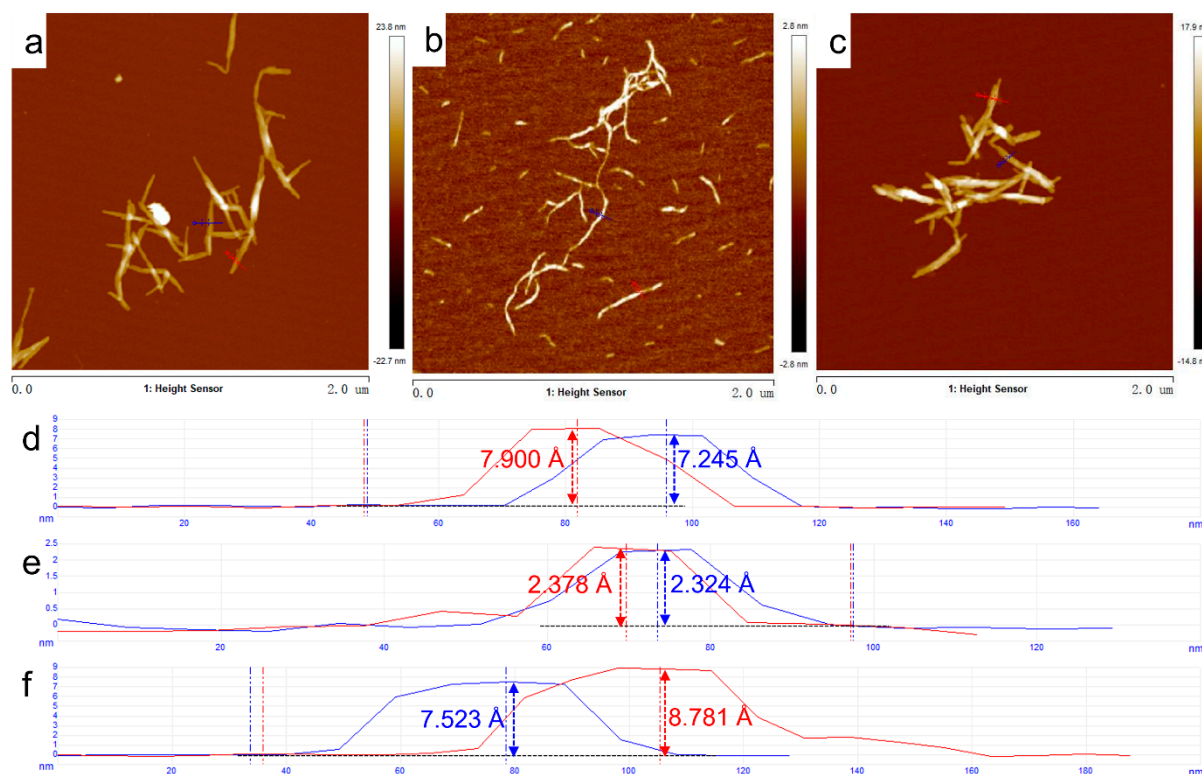 a
23.8 nm
-22.7 nm
0.0
1: Height Sensor
2.0 um
b
2.8 nm
-2.8 nm
0.0
1: Height Sensor
2.0 um
c
17.9 nm
-14.8 nm
0.0
1: Height Sensor
2.0 um
d
9
8
7
6
5
4
3
2
1
0
7.900 Å
7.245 Å
nm
20
40
60
80
100
120
140
160
e
2.5
2
1.5
1
0.5
0
2.378 Å
2.324 Å
nm
20
40
60
80
100
120
f
9
8
7
6
5
4
3
2
1
0
7.523 Å
8.781 Å
nm
20
40
60
80
100
120
140
160
180